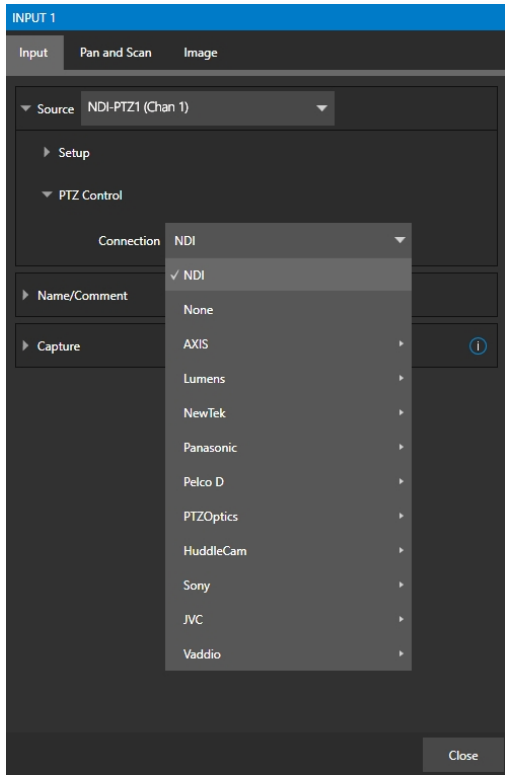 INPUT 1
Input Pan and Scan Image
Source NDI-PTZ1 (Chan 1)
Setup
PTZ Control
Connection NDI
✓ NDI
Name/Comment
None
Capture AXIS
Lumens
NewTek
Panasonic
Pelco D
PTZOptics
HuddleCam
Sony
JVC
Vaddio
Close